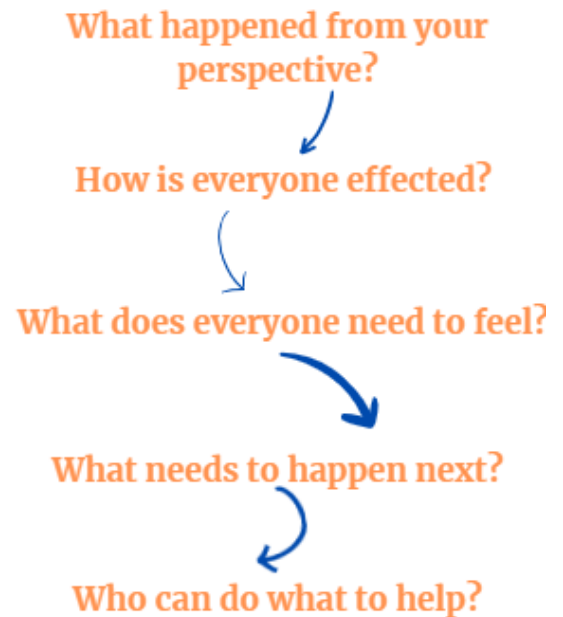 What happened from your
perspective?
How is everyone effected?
What does everyone need to feel?
What needs to happen next?
Who can do what to help?